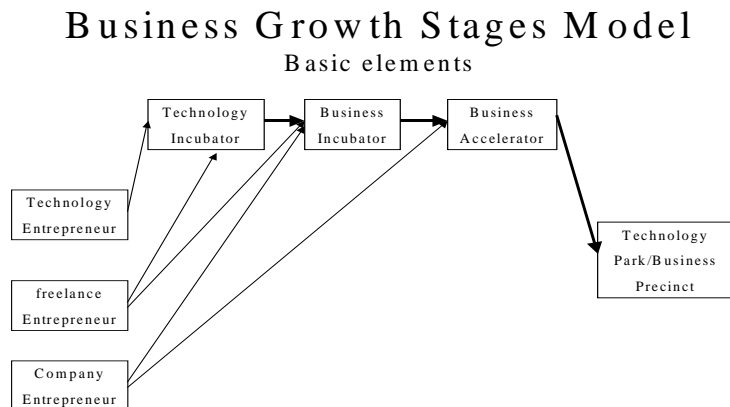 Business Growth Stages Model
Basic elements
Technology
Incubator
Business
Incubator
Business
Accelerator
Technology
Entrepreneur
Technology
Park/Business
Precinct
freelance
Entrepreneur
Company
Entrepreneur